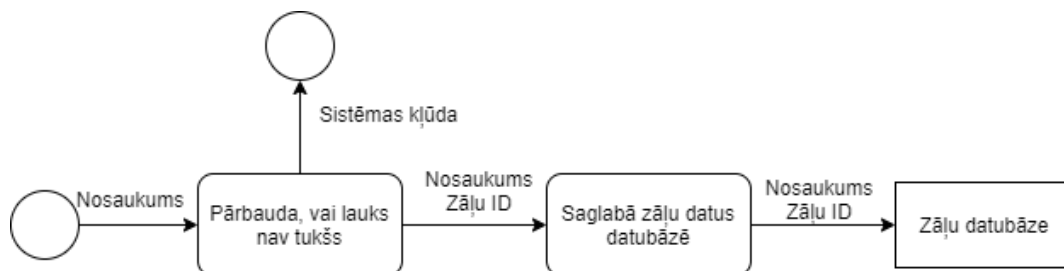 Sistēmas kļūda
Nosaukums
Pārbauda, vai lauks
nav tukšs
Nosaukums
Zāļu ID
Saglabā zāļu datus
datubāzē
Nosaukums
Zāļu ID
Zāļu datubāze